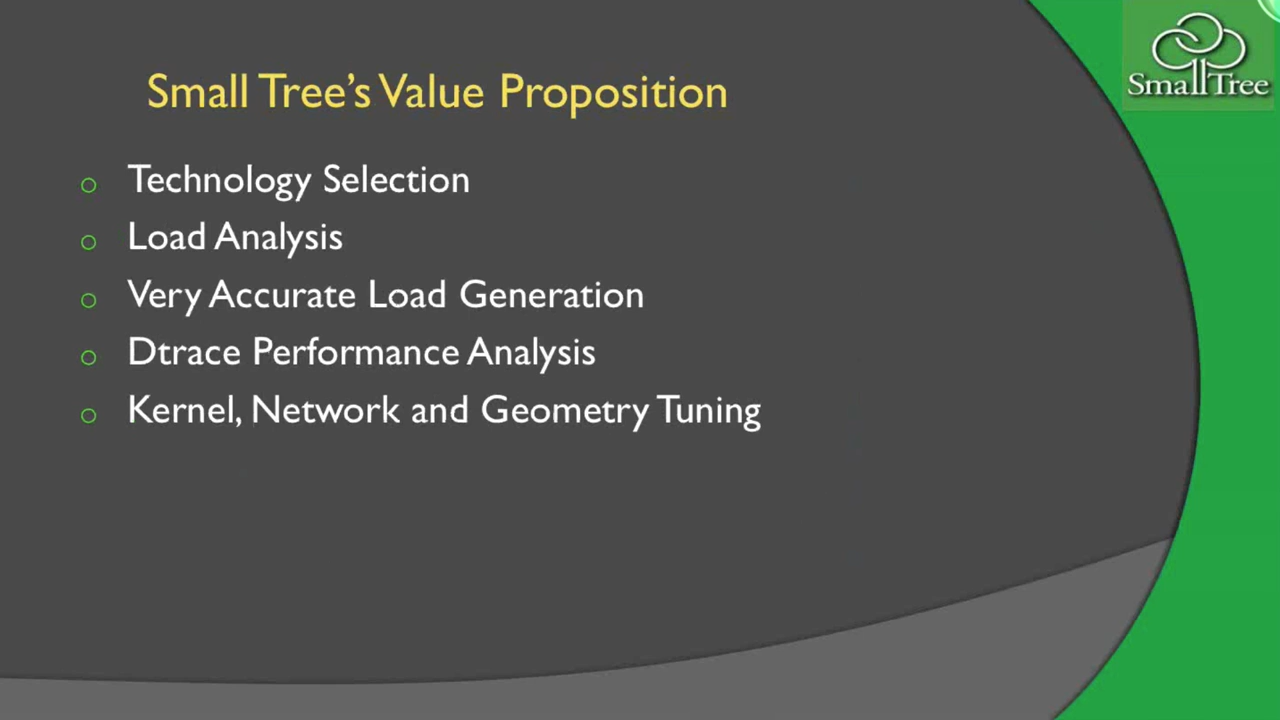 Small Tree's Value Proposition
SmallTree
Technology Selection
Load Analysis
Very Accurate Load Generation
Dtrace Performance Analysis
Kernel, Network and Geometry Tuning